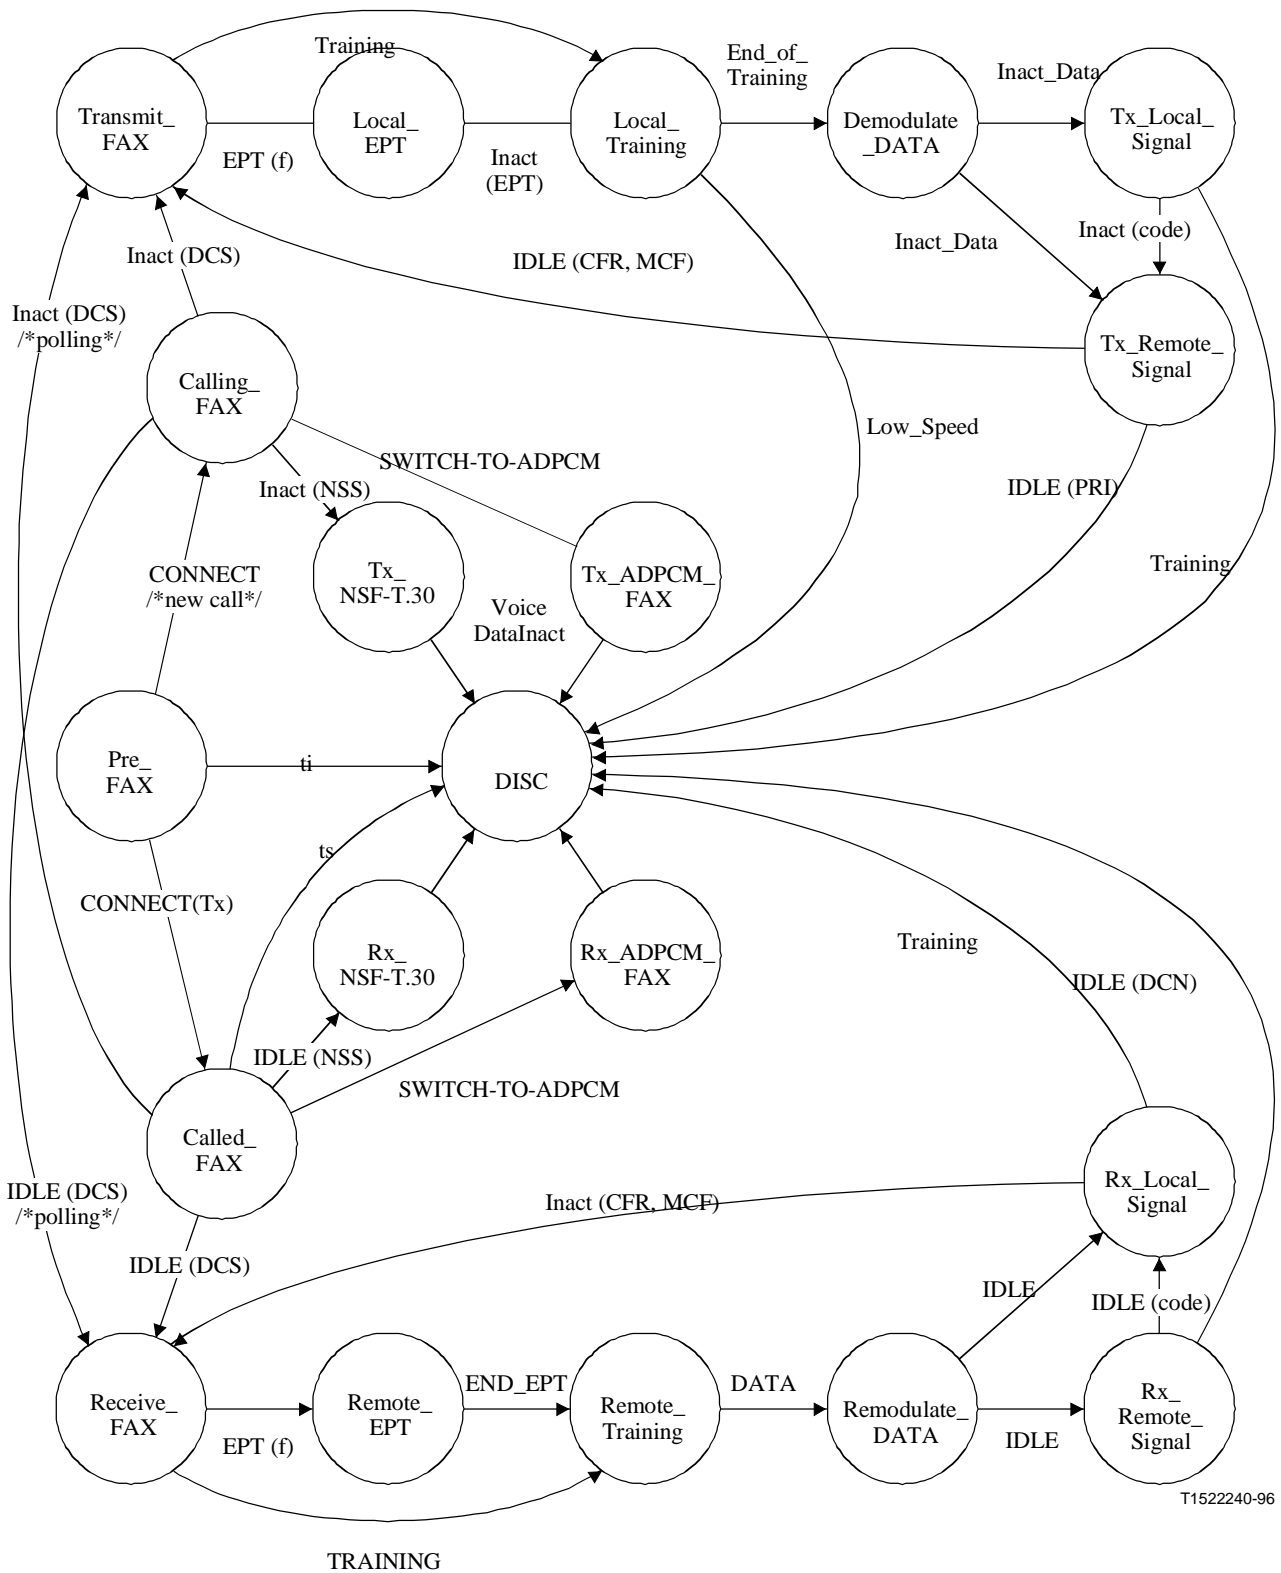 Training
End_of_
Training
Inact_Data
Transmit_
FAX
Local_
EPT
Local_
Training
Demodulate
_DATA
Tx_Local_
Signal
EPT (f)
Inact
(EPT)
Inact (DCS)
IDLE (CFR, MCF)
Inact_Data
Inact (code)
Inact (DCS)
/*polling*/
Tx_Remote_
Signal
Calling_
FAX
Low_Speed
SWITCH-TO-ADPCM
Inact (NSS)
IDLE (PRI)
CONNECT
/*new call*/
Tx_
NSF-T.30
Tx_ADPCM_
FAX
Training
Voice
DataInact
Pre_
FAX
ti
DISC
ts
CONNECT(Tx)
Rx_
NSF-T.30
Rx_ADPCM_
FAX
Training
IDLE (DCN)
IDLE (NSS)
SWITCH-TO-ADPCM
Called_
FAX
IDLE (DCS)
/*polling*/
Inact (CFR, MCF)
Rx_Local_
Signal
IDLE (DCS)
IDLE
IDLE (code)
END_EPT
DATA
Receive_
FAX
Remote_
EPT
Remote_
Training
Remodulate_
DATA
Rx_
Remote_
Signal
EPT (f)
IDLE
T1522240-96
TRAINING